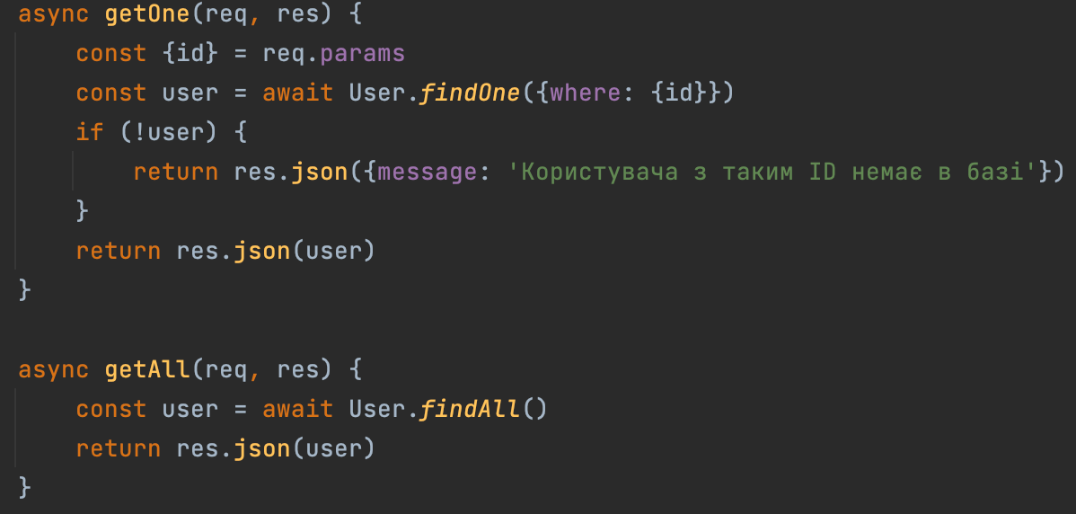 async getOne(req, res) {
    const {id} = req.params
    const user = await User.findOne({where: {id}})
    if (!user) {
        return res.json({message: 'Користувача з таким ID немає в базі'})
    }
    return res.json(user)
}

async getAll(req, res) {
    const user = await User.findAll()
    return res.json(user)
}